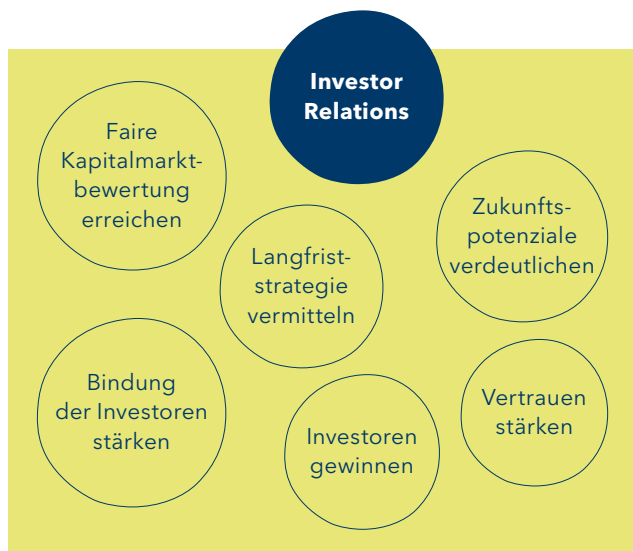 Investor
Relations
Faire
Kapitalmarkt-
bewertung
erreichen
Zukunfts-
potenziale
verdeutlichen
Langfrist-
strategie
vermitteln
Bindung
der Investoren
stärken
Investoren
gewinnen
Vertrauen
stärken